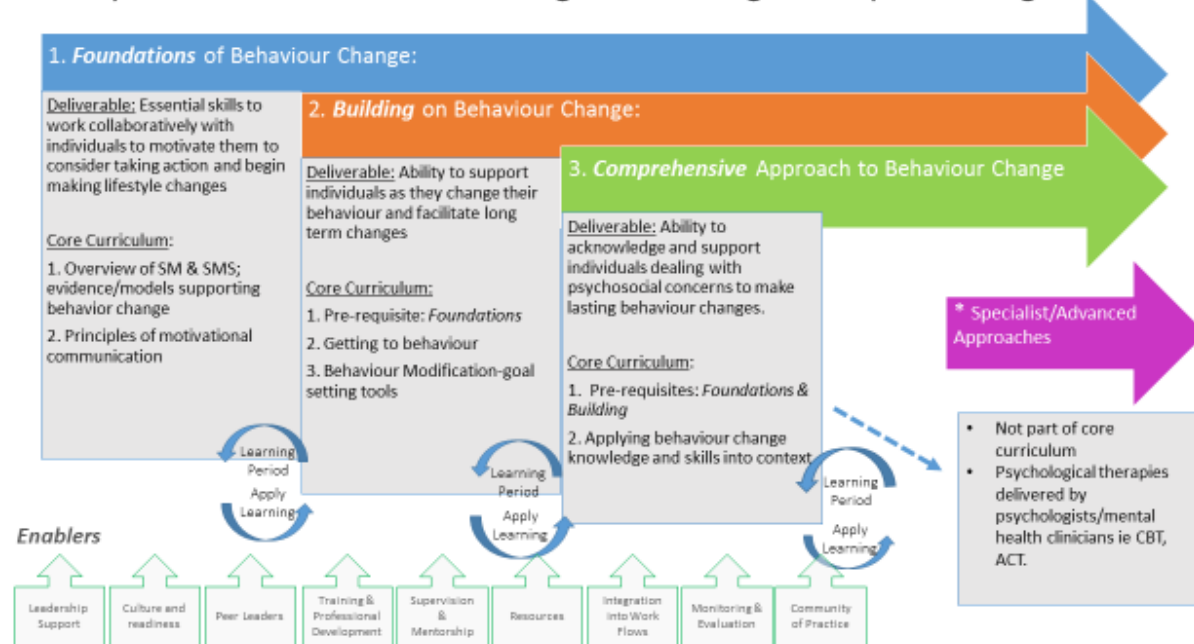 1. Foundations of Behaviour Change:
Deliverable: Essential skills to
work collaboratively with
individuals to motivate them to
consider taking action and begin
making lifestyle changes
Core Curriculum:
1. Overview of SM & SMS;
evidence/models supporting
behavior change
2. Principles of motivational
communication
2. Building on Behaviour Change:
Deliverable: Ability to support
individuals as they change their
behaviour and facilitate long
term changes
Core Curriculum:
1. Pre-requisite: Foundations
2. Getting to behaviour
3. Behaviour Modification-goal
setting tools
3. Comprehensive Approach to Behaviour Change
Deliverable: Ability to
acknowledge and support
individuals dealing with
psychosocial concerns to make
lasting behaviour changes.
Core Curriculum:
1. Pre-requisites: Foundations &
Building
2. Applying behaviour change
knowledge and skills into context
* Specialist/Advanced
Approaches
• Not part of core
curriculum
• Psychological therapies
delivered by
psychologists/mental
health clinicians ie CBT,
ACT.
Learning
Period
Apply
Learning
Learning
Period
Apply
Learning
Learning
Period
Apply
Learning
Enablers
Leadership
Support
Culture and
readiness
Peer Leaders
Training &
Professional
Development
Supervision
&
Mentorship
Resources
Integration
into Work
Flows
Monitoring &
Evaluation
Community
of Practice